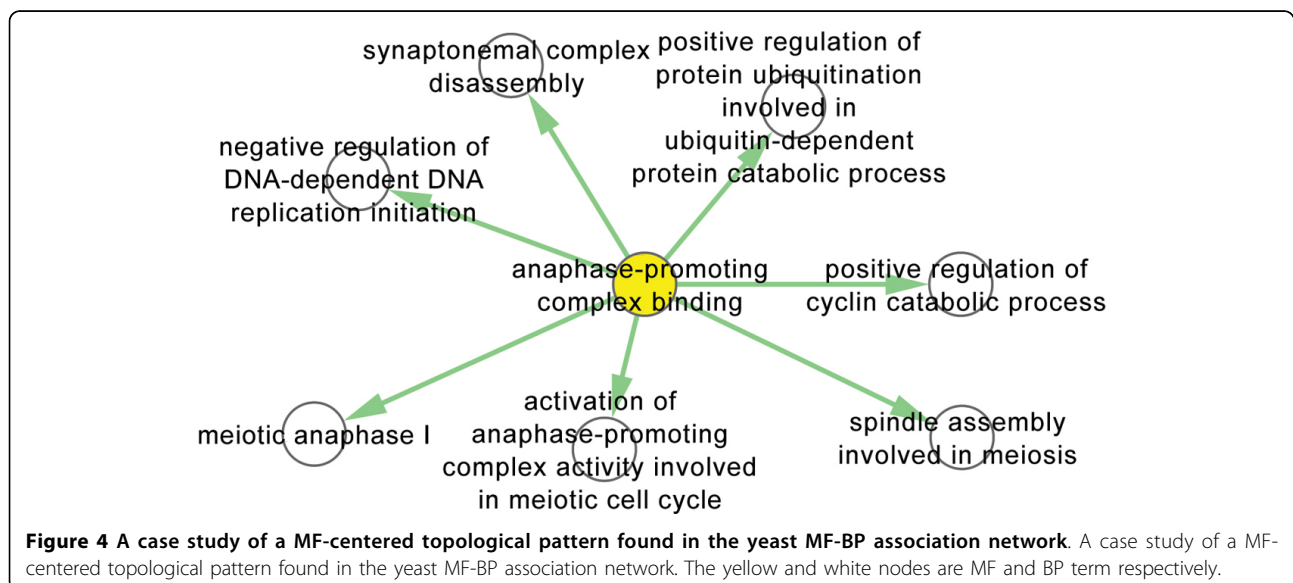 synaptonemal complex
disassembly
positive regulation of
protein ubiquitination
involved in
ubiquitin-dependent
protein catabolic process
negative regulation of
DNA-dependent DNA
replication initiation
anaphase-promoting
complex binding
positive regulation of
cyclin catabolic process
meiotic anaphase I
activation of
anaphase-promoting
complex activity involved
in meiotic cell cycle
spindle assembly
involved in meiosis
Figure 4 A case study of a MF-centered topological pattern found in the yeast MF-BP association network. A case study of a MF-
centered topological pattern found in the yeast MF-BP association network. The yellow and white nodes are MF and BP term respectively.